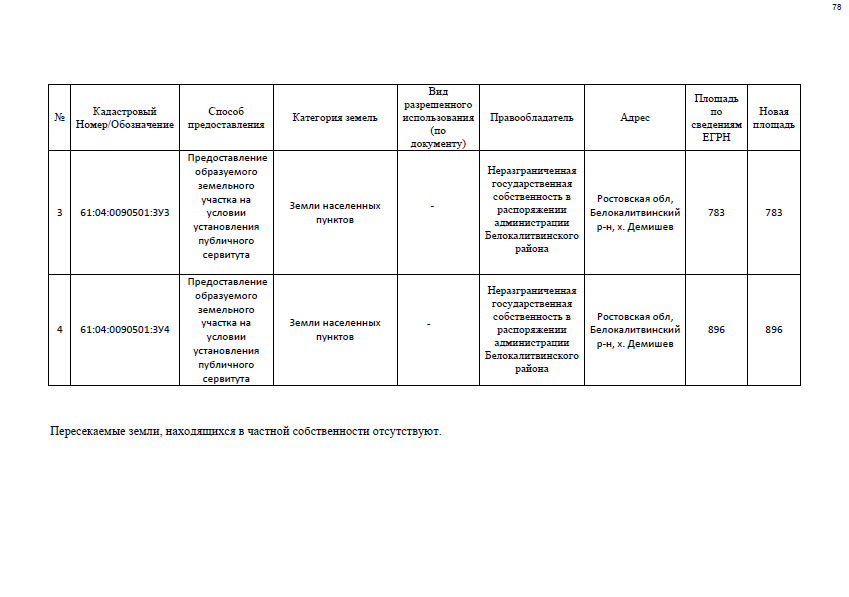 78
№
Кадастровый
Номер/Обозначение
Способ
предоставления
Категория земель
Вид
разрешенного
использования
(по
документу)
Правообладатель
Адрес
Площадь
по
сведениям
ЕГРН
Новая
площадь
3
61:04:0090501:ЗУ3
Предоставление
образуемого
земельного
участка на
условии
установления
публичного
сервитута
Земли населенных
пунктов
-
Неразграниченная
государственная
собственность в
распоряжении
администрации
Белокалитвинского
района
Ростовская обл,
Белокалитвинский
р-н, х. Демишев
783
783
4
61:04:0090501:ЗУ4
Предоставление
образуемого
земельного
участка на
условии
установления
публичного
сервитута
Земли населенных
пунктов
-
Неразграниченная
государственная
собственность в
распоряжении
администрации
Белокалитвинского
района
Ростовская обл,
Белокалитвинский
р-н, х. Демишев
896
896
Пересекаемые земли, находящихся в частной собственности отсутствуют.